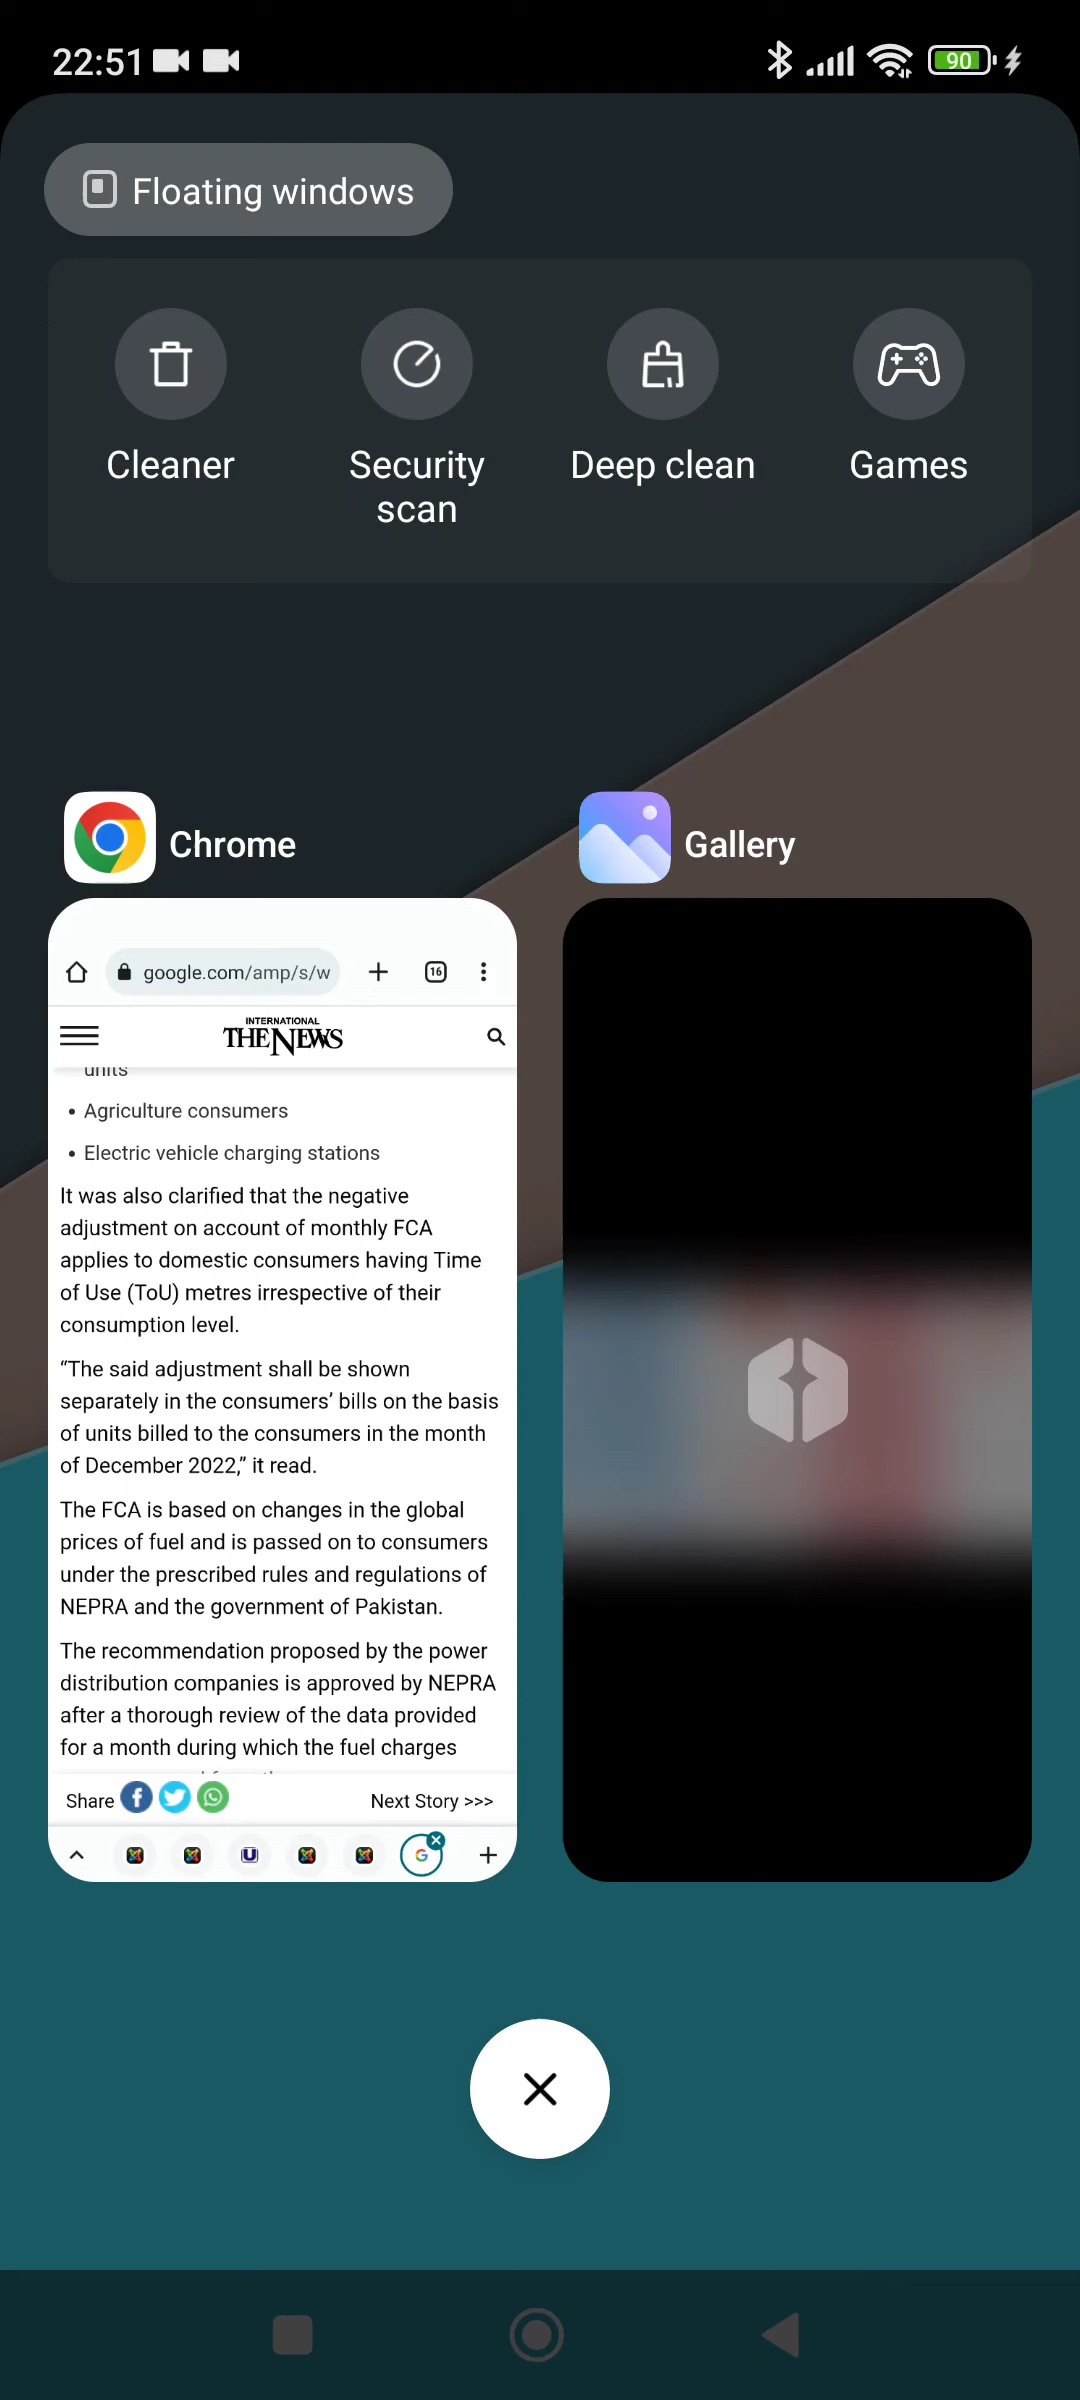 22:51
90
Floating windows
Cleaner
Security
scan
Deep clean
Games
Chrome
Gallery
google.com/amp/s/w
16
INTERNATIONAL
THE NEWS
units
• Agriculture consumers
• Electric vehicle charging stations
It was also clarified that the negative
adjustment on account of monthly FCA
applies to domestic consumers having Time
of Use (ToU) metres irrespective of their
consumption level.
“The said adjustment shall be shown
separately in the consumers’ bills on the basis
of units billed to the consumers in the month
of December 2022,” it read.
The FCA is based on changes in the global
prices of fuel and is passed on to consumers
under the prescribed rules and regulations of
NEPRA and the government of Pakistan.
The recommendation proposed by the power
distribution companies is approved by NEPRA
after a thorough review of the data provided
for a month during which the fuel charges
Share
Next Story >>>